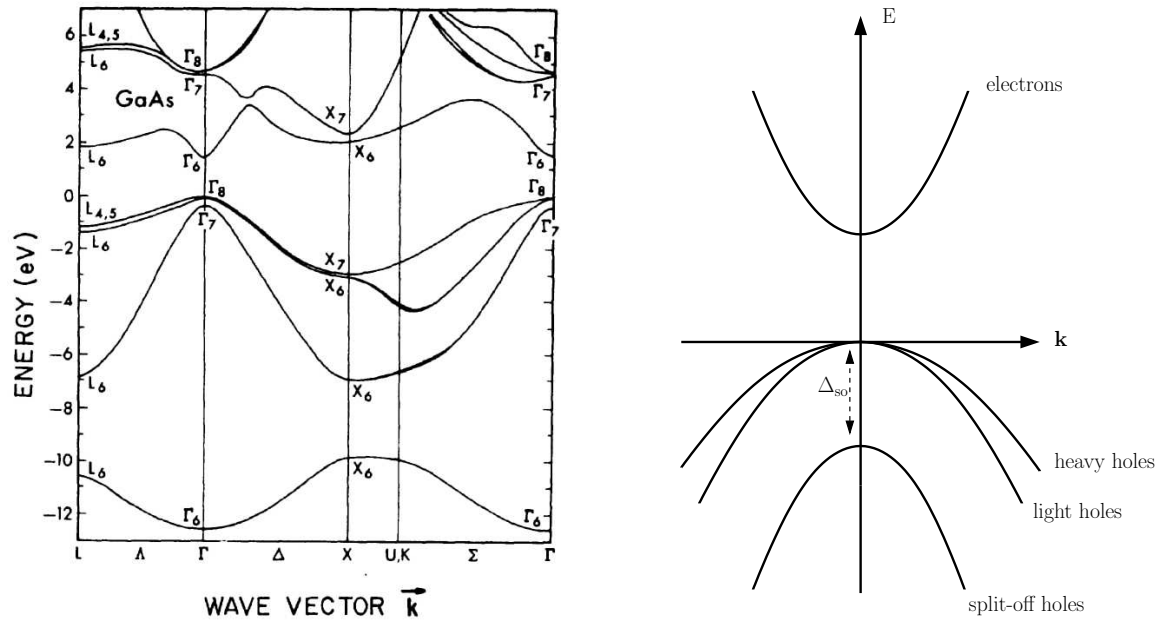 6
4
2
0
−2
−4
−6
−8
−10
−12
ENERGY (eV)
GaAs
L4,5
L6
L6
L4,5
L6
L6
L6
Γ8
Γ7
Γ6
Γ8
Γ7
Γ6
X7
X6
X7
X6
X6
X6
Γ8
Γ7
Γ6
Γ8
Γ7
Γ6
L Λ Γ Δ X U,K Σ Γ
WAVE VECTOR k
E
electrons
k
Δso
heavy holes
light holes
split-off holes